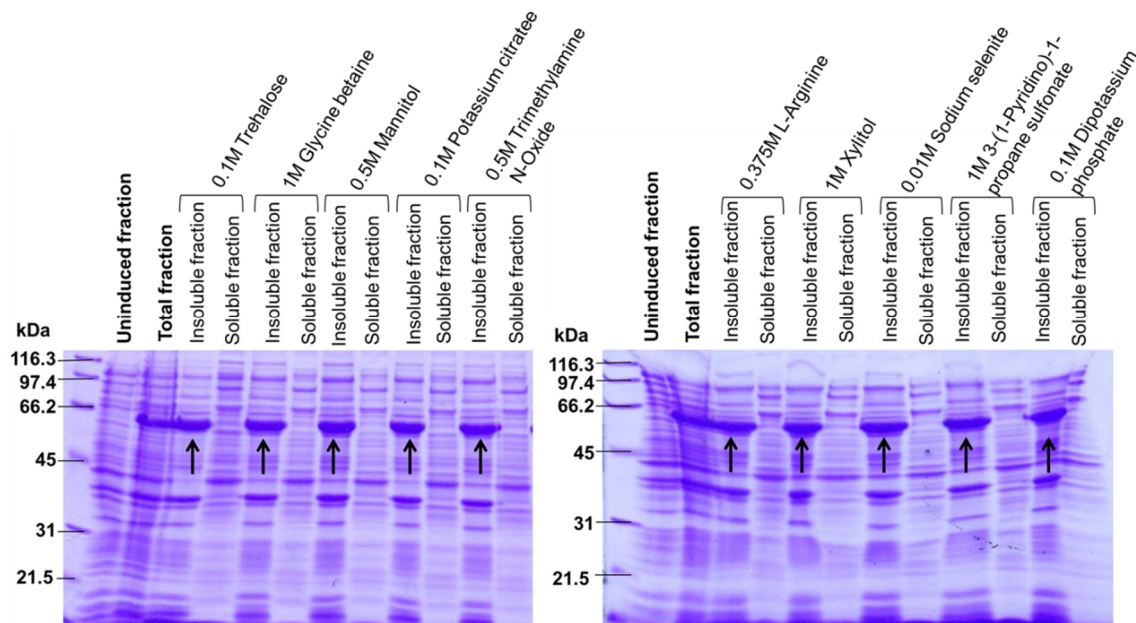 Uninduced fraction
Total fraction
0.1M Trehalose
Insoluble fraction
Soluble fraction
1M Glycine betaine
Insoluble fraction
Soluble fraction
0.5M Mannitol
Insoluble fraction
Soluble fraction
0.1M Potassium citratee
Insoluble fraction
Soluble fraction
0.5M Trimethylamine
N-Oxide
Insoluble fraction
Soluble fraction
kDa
116.3
97.4
66.2
45
31
21.5
Uninduced fraction
Total fraction
0.375M L-Arginine
Insoluble fraction
Soluble fraction
1M Xylitol
Insoluble fraction
Soluble fraction
0.01M Sodium selenite
Insoluble fraction
Soluble fraction
1M 3-(1-Pyridino)-1-
propane sulfonate
Insoluble fraction
Soluble fraction
0.1M Dipotassium
phosphate
Insoluble fraction
Soluble fraction
kDa
116.3
97.4
66.2
45
31
21.5